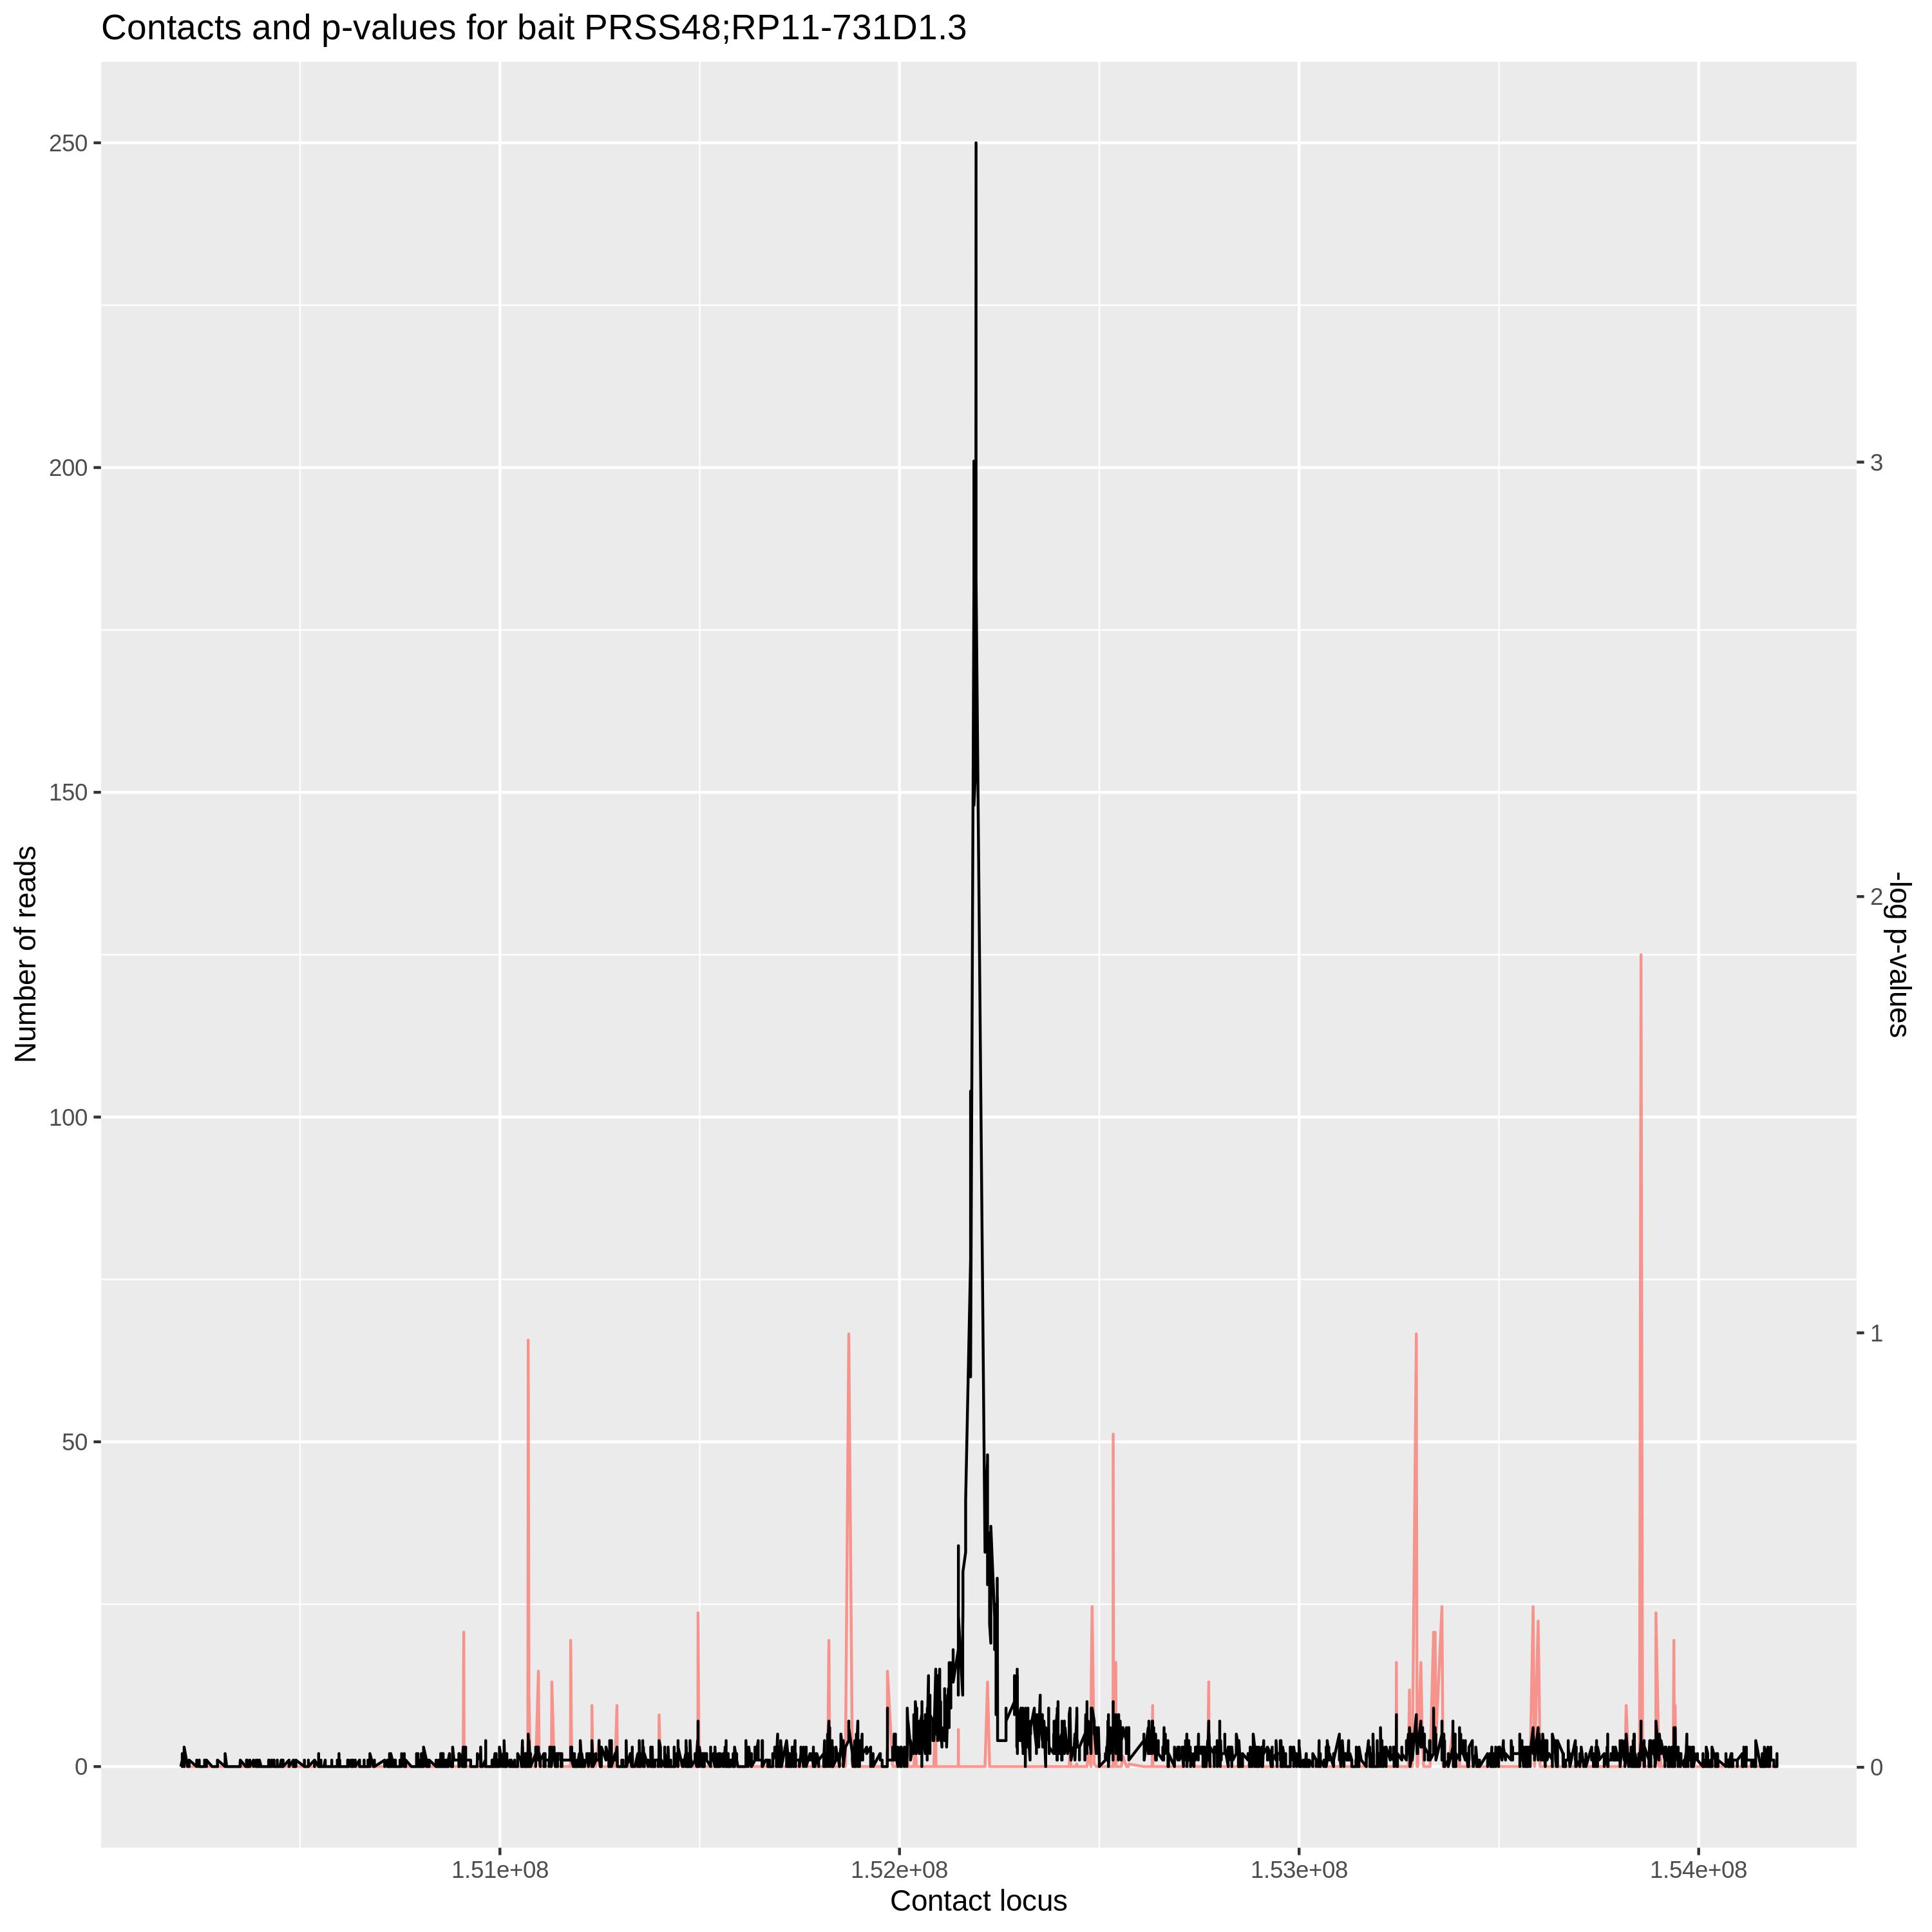 Contacts and p-values for bait PRSS48;RP11-731D1.3
250
200
150
100
50
0
Number of reads
3
2
1
0
-log p-values
1.51e+08 1.52e+08 1.53e+08 1.54e+08
Contact locus